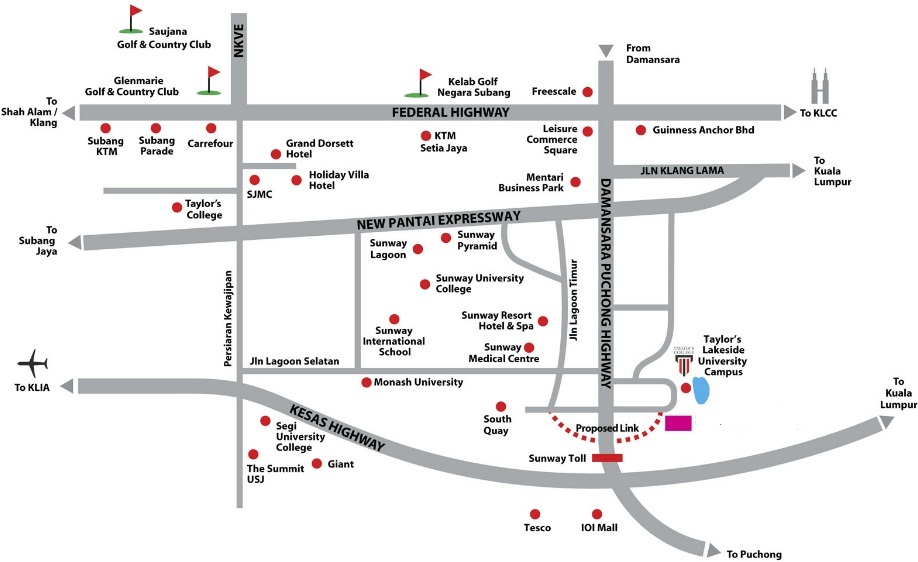 Saujana
Golf & Country Club
NKVE
From
Damansara
Glenmarie
Golf & Country Club
Kelab Golf
Negara Subang
Freescale
To
Shah Alam /
Klang
FEDERAL HIGHWAY
To KLCC
Subang
KTM
Subang
Parade
Carrefour
KTM
Setia Jaya
Leisure
Commerce
Square
Guinness Anchor Bhd
Grand Dorsett
Hotel
Holiday Villa
Hotel
SJMC
Mentari
Business Park
JLN KLANG LAMA
To
Kuala
Lumpur
Taylor's
College
NEW PANTAI EXPRESSWAY
DAMANSARA PUCHONG HIGHWAY
To
Subang
Jaya
Sunway
Lagoon
Sunway
Pyramid
Sunway University
College
Jln Lagoon Timur
Persiaran Kewajipan
Sunway
International
School
Sunway Resort
Hotel & Spa
Sunway
Medical Centre
TAYLOR'S
COLLEGE
Taylor's
Lakeside
University
Campus
Jln Lagoon Selatan
To KLIA
Monash University
To
Kuala
Lumpur
KESAS HIGHWAY
South
Quay
Proposed Link
Segi
University
College
Sunway Toll
The Summit
USJ
Giant
Tesco
IOI Mall
To Puchong